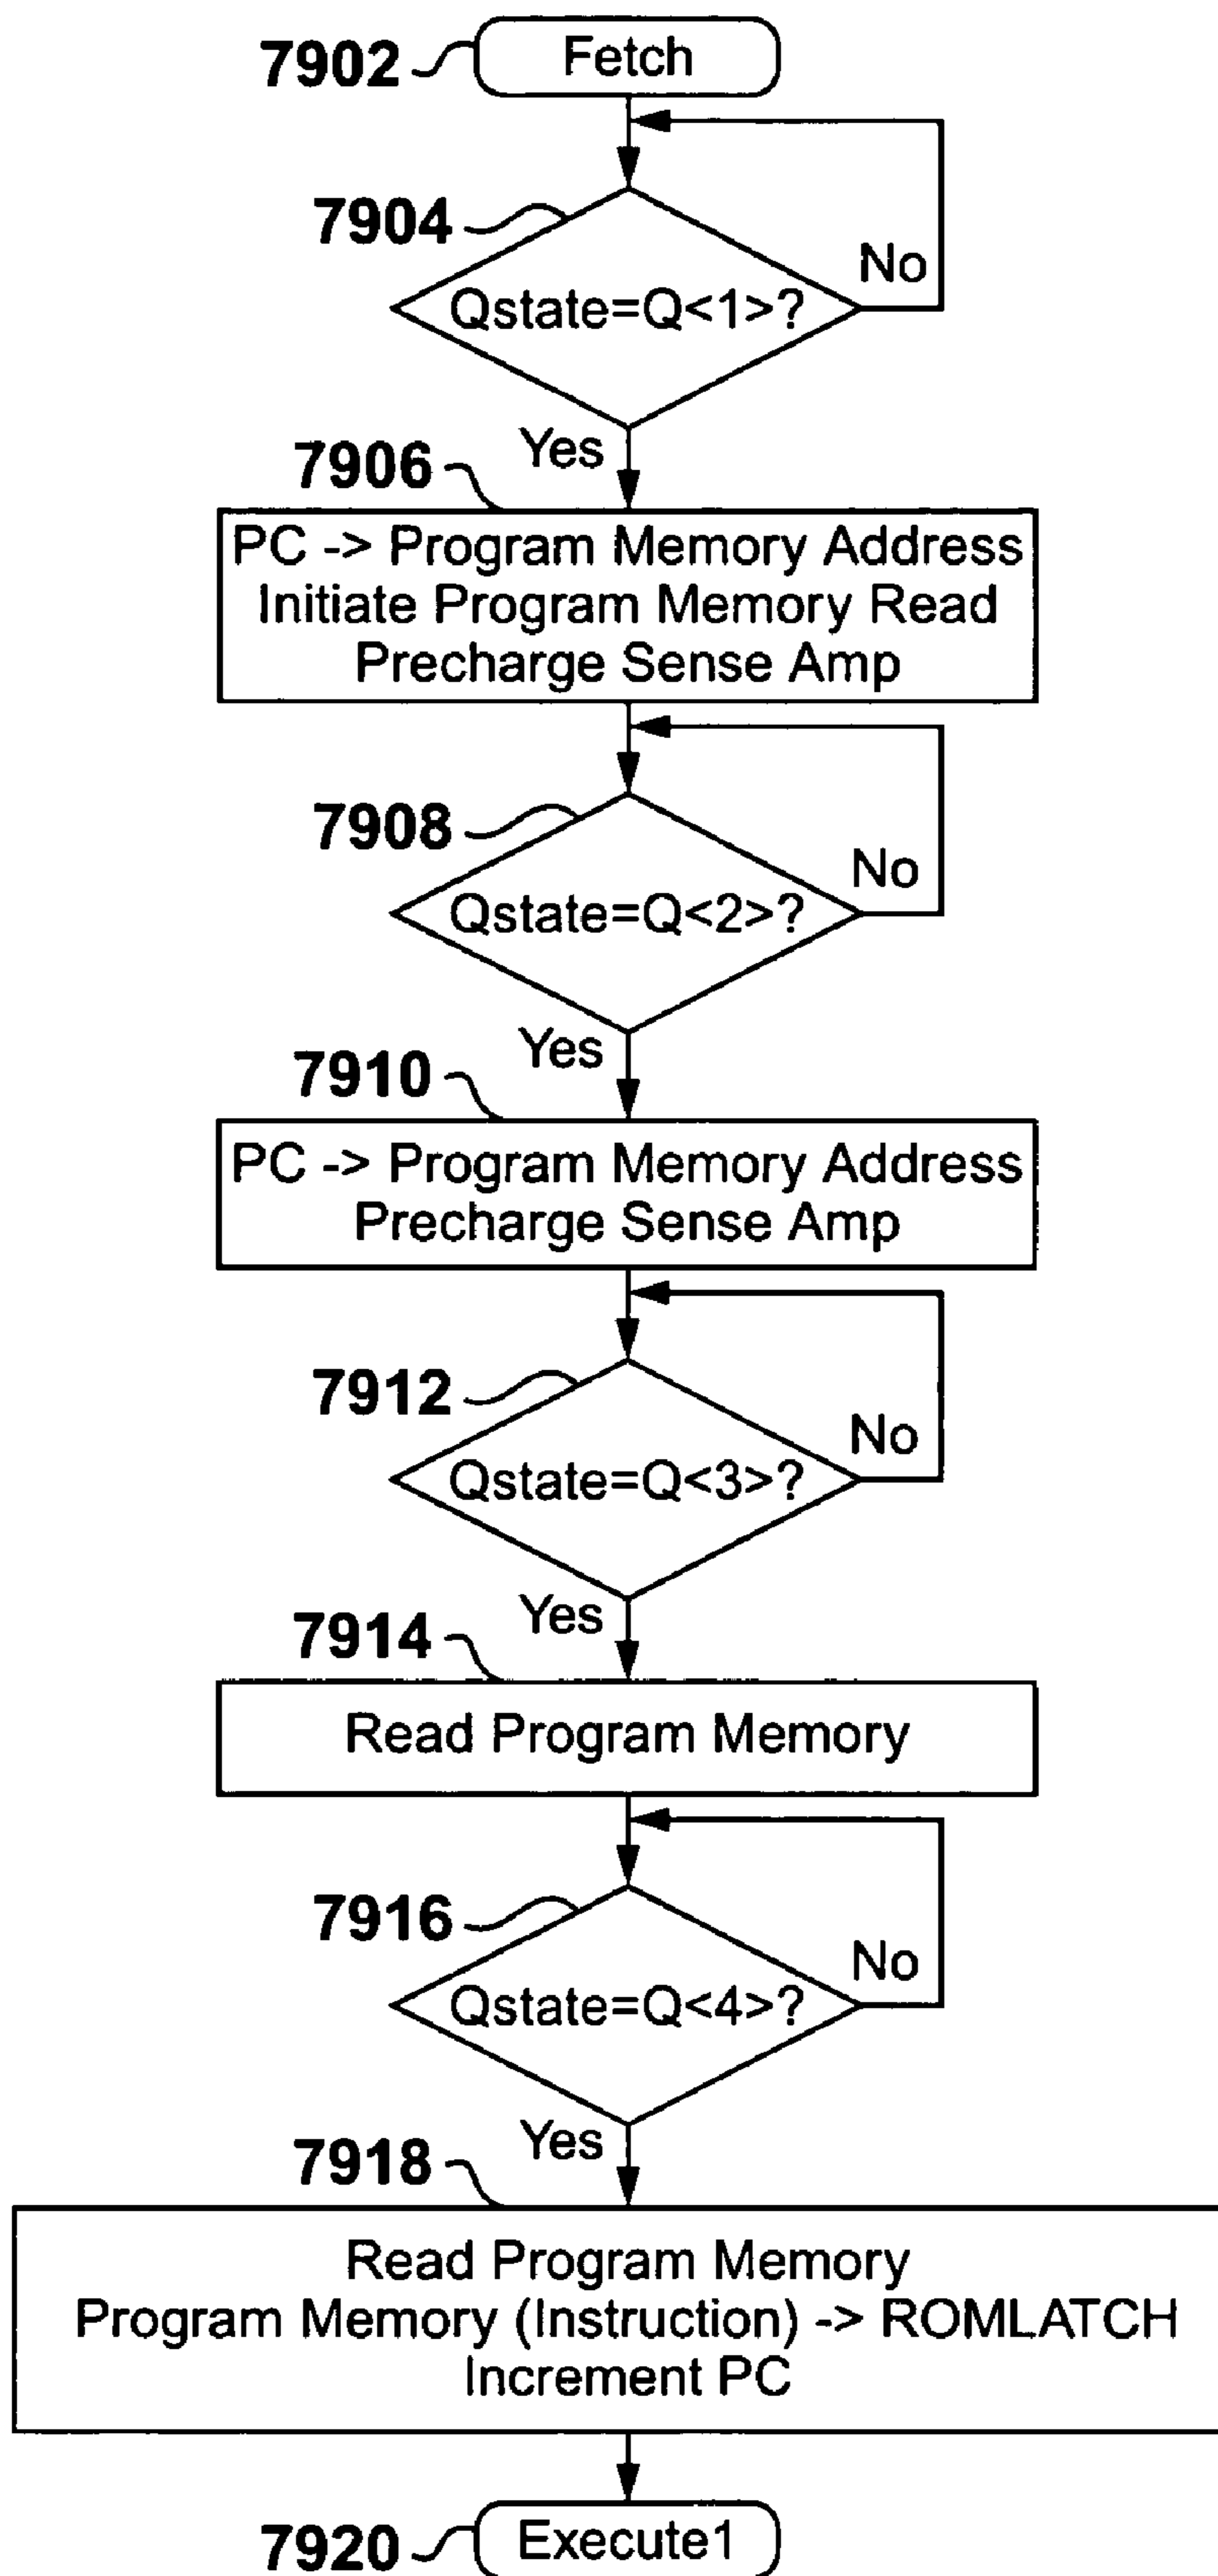 7902
Fetch
7904
No
Qstate=Q<1>?
Yes
7906
PC -> Program Memory Address
Initiate Program Memory Read
Precharge Sense Amp
7908
No
Qstate=Q<2>?
Yes
7910
PC -> Program Memory Address
Precharge Sense Amp
7912
No
Qstate=Q<3>?
Yes
7914
Read Program Memory
7916
No
Qstate=Q<4>?
Yes
7918
Read Program Memory
Program Memory (Instruction) -> ROMLATCH
Increment PC
7920
Execute1